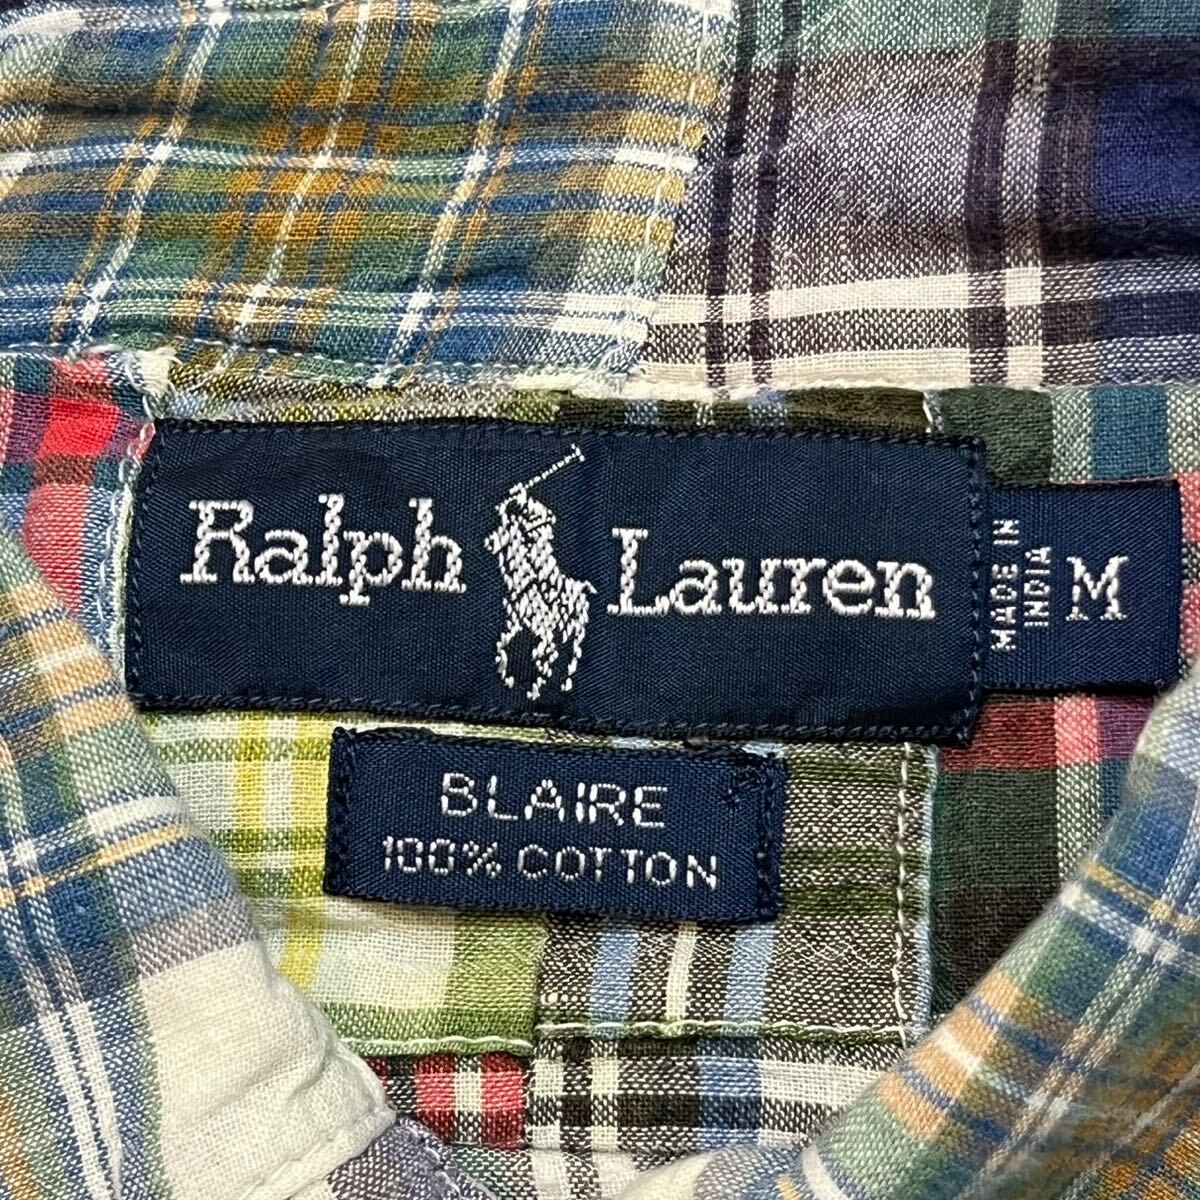 Ralph Lauren
MADE IN
INDIA
M
BLAIRE
100% COTTON